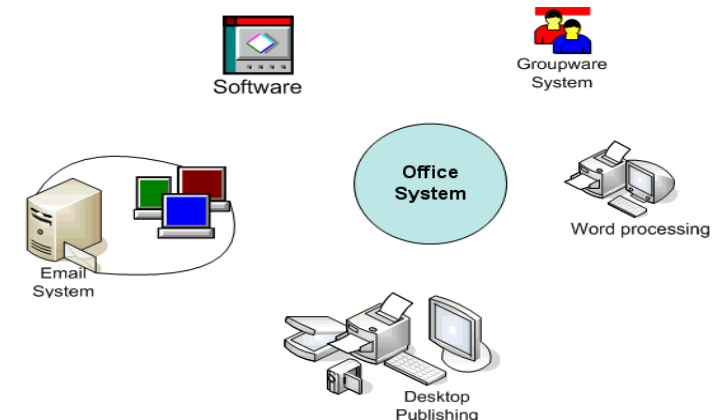 Software
Groupware
System
Office
System
Word processing
Email
System
Desktop
Publishing